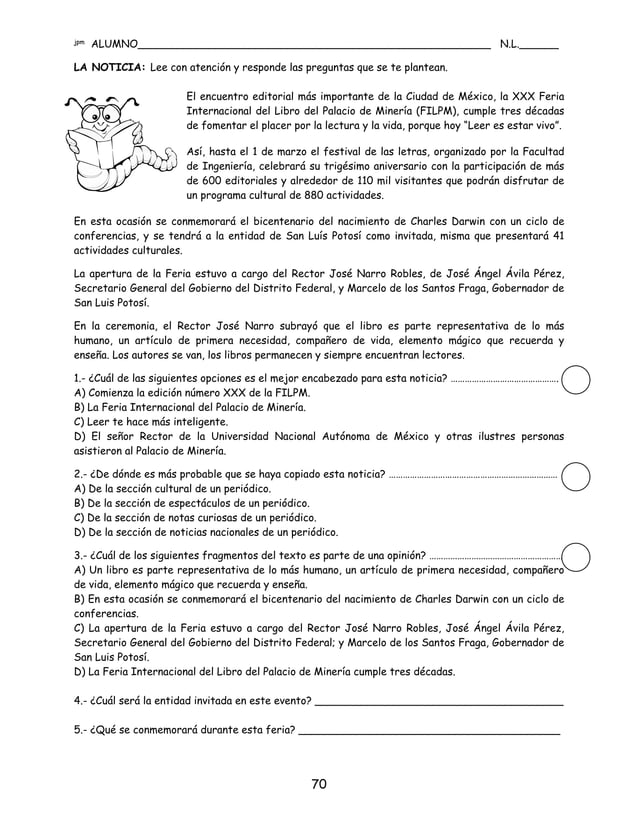 jpm ALUMNO______________________________________________________ N.L.______
LA NOTICIA: Lee con atención y responde las preguntas que se te plantean.
El encuentro editorial más importante de la Ciudad de México, la XXX Feria
Internacional del Libro del Palacio de Minería (FILPM), cumple tres décadas
de fomentar el placer por la lectura y la vida, porque hoy “Leer es estar vivo”.
Así, hasta el 1 de marzo el festival de las letras, organizado por la Facultad
de Ingeniería, celebrará su trigésimo aniversario con la participación de más
de 600 editoriales y alrededor de 110 mil visitantes que podrán disfrutar de
un programa cultural de 880 actividades.
En esta ocasión se conmemorará el bicentenario del nacimiento de Charles Darwin con un ciclo de
conferencias, y se tendrá a la entidad de San Luís Potosí como invitada, misma que presentará 41
actividades culturales.
La apertura de la Feria estuvo a cargo del Rector José Narro Robles, de José Ángel Ávila Pérez,
Secretario General del Gobierno del Distrito Federal, y Marcelo de los Santos Fraga, Gobernador de
San Luis Potosí.
En la ceremonia, el Rector José Narro subrayó que el libro es parte representativa de lo más
humano, un artículo de primera necesidad, compañero de vida, elemento mágico que recuerda y
enseña. Los autores se van, los libros permanecen y siempre encuentran lectores.
1.- ¿Cuál de las siguientes opciones es el mejor encabezado para esta noticia? ……………………………………….
A) Comienza la edición número XXX de la FILPM.
B) La Feria Internacional del Palacio de Minería.
C) Leer te hace más inteligente.
D) El señor Rector de la Universidad Nacional Autónoma de México y otras ilustres personas
asistieron al Palacio de Minería.
2.- ¿De dónde es más probable que se haya copiado esta noticia? ………………………………………………………………
A) De la sección cultural de un periódico.
B) De la sección de espectáculos de un periódico.
C) De la sección de notas curiosas de un periódico.
D) De la sección de noticias nacionales de un periódico.
3.- ¿Cuál de los siguientes fragmentos del texto es parte de una opinión? ………………………………………………..
A) Un libro es parte representativa de lo más humano, un artículo de primera necesidad, compañero
de vida, elemento mágico que recuerda y enseña.
B) En esta ocasión se conmemorará el bicentenario del nacimiento de Charles Darwin con un ciclo de
conferencias.
C) La apertura de la Feria estuvo a cargo del Rector José Narro Robles, José Ángel Ávila Pérez,
Secretario General del Gobierno del Distrito Federal; y Marcelo de los Santos Fraga, Gobernador de
San Luis Potosí.
D) La Feria Internacional del Libro del Palacio de Minería cumple tres décadas.
4.- ¿Cuál será la entidad invitada en este evento? ______________________________________
5.- ¿Qué se conmemorará durante esta feria? ________________________________________
70